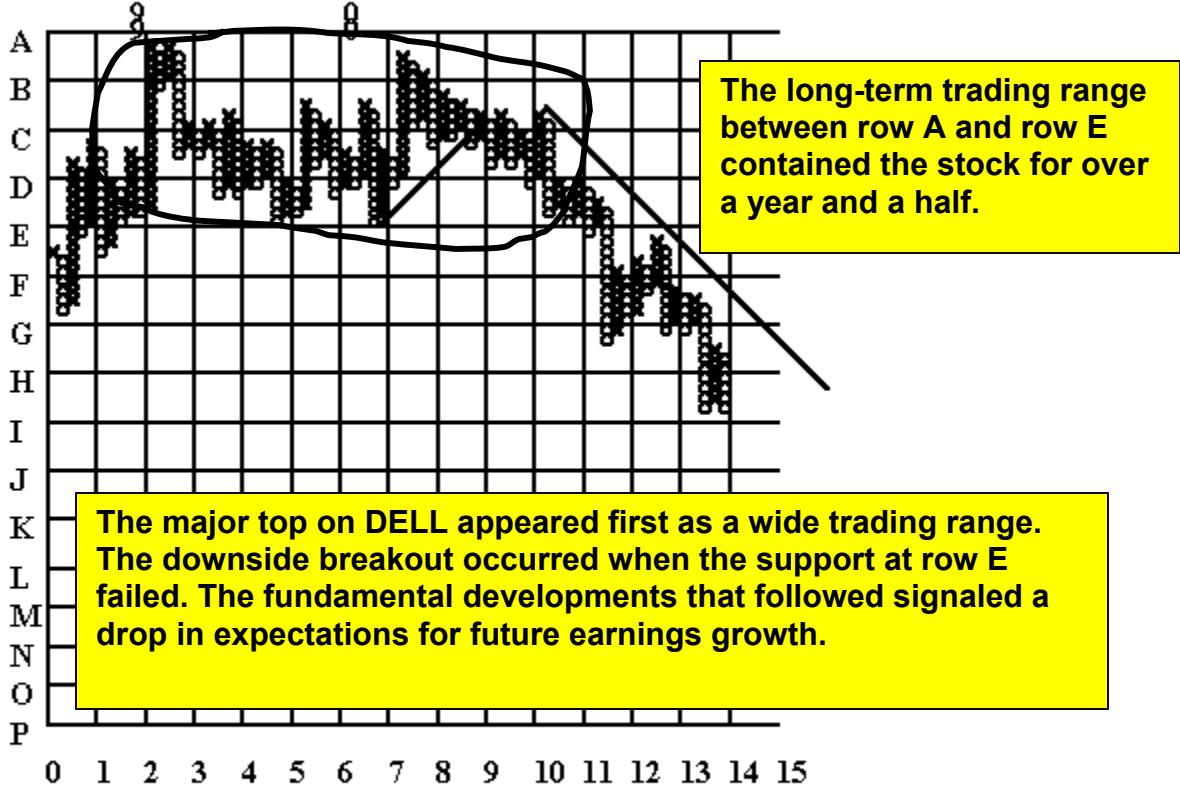 9
9
0
0
A
B
C
D
E
F
G
H
I
J
K
L
M
N
O
P
The long-term trading range
between row A and row E
contained the stock for over
a year and a half.
The major top on DELL appeared first as a wide trading range.
The downside breakout occurred when the support at row E
failed. The fundamental developments that followed signaled a
drop in expectations for future earnings growth.
0 1 2 3 4 5 6 7 8 9 10 11 12 13 14 15